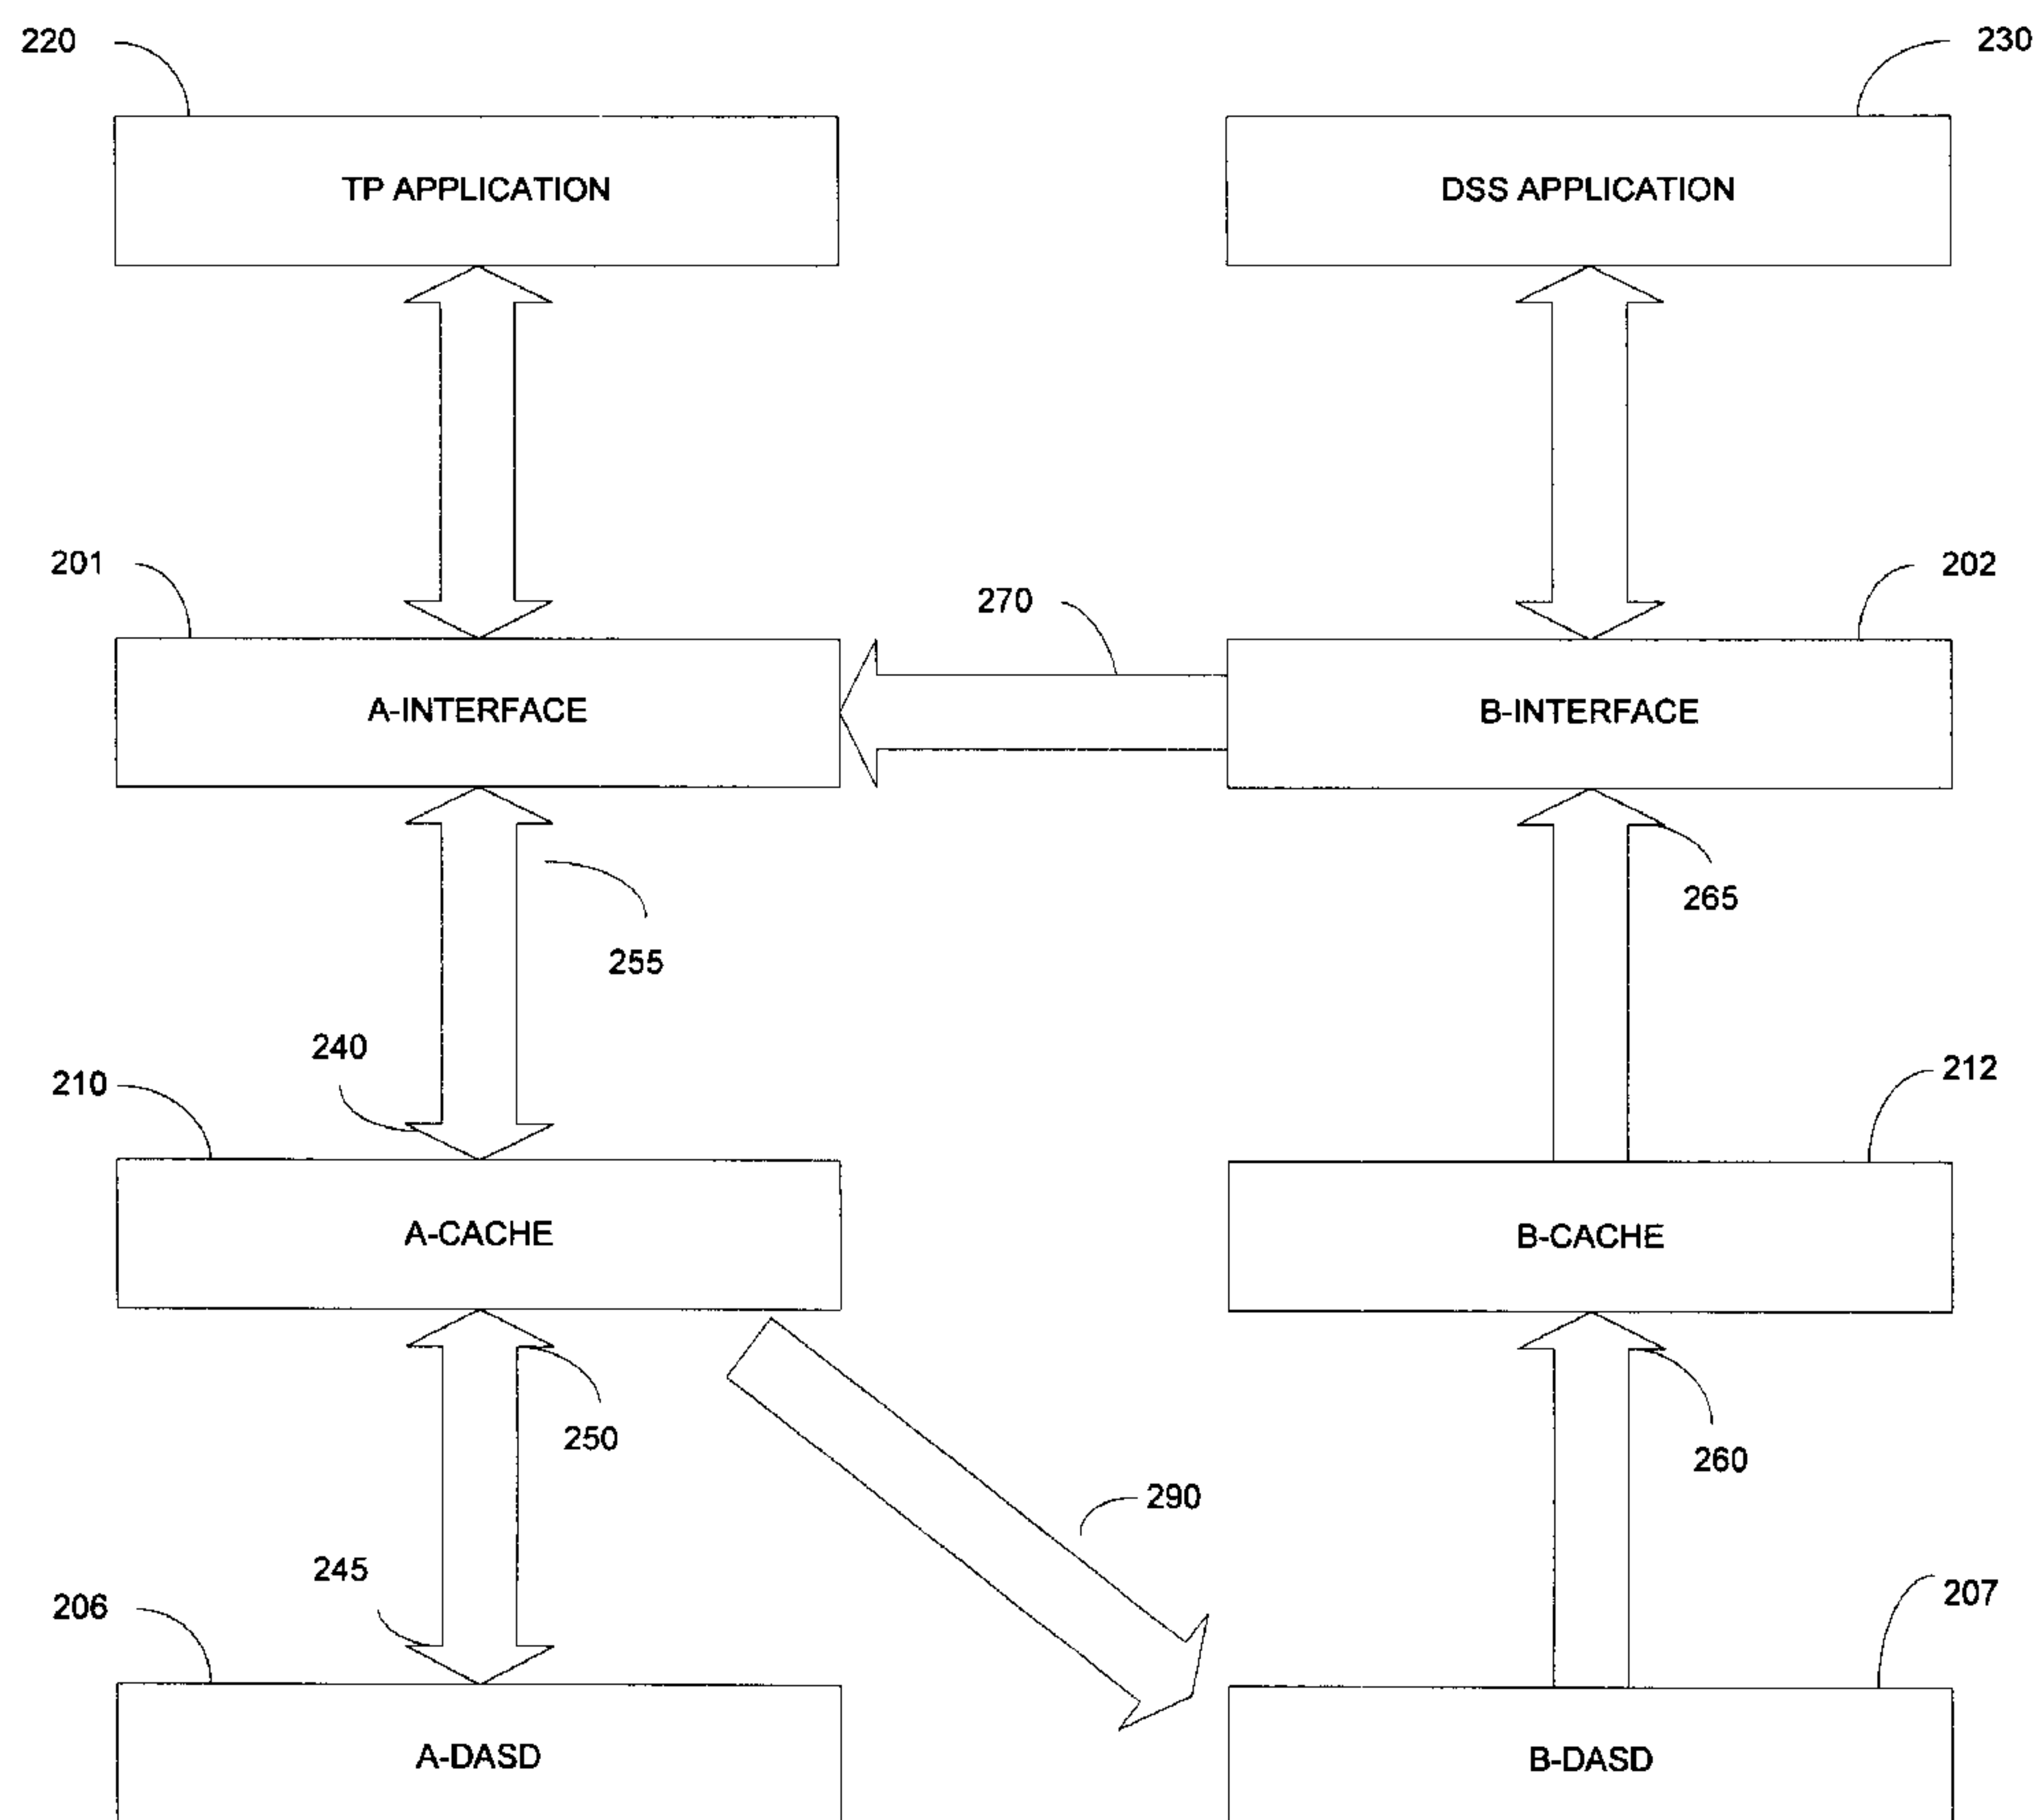 220
230
TP APPLICATION
DSS APPLICATION
201
270
202
A-INTERFACE
B-INTERFACE
265
255
240
210
212
A-CACHE
B-CACHE
250
260
290
245
206
207
A-DASD
B-DASD